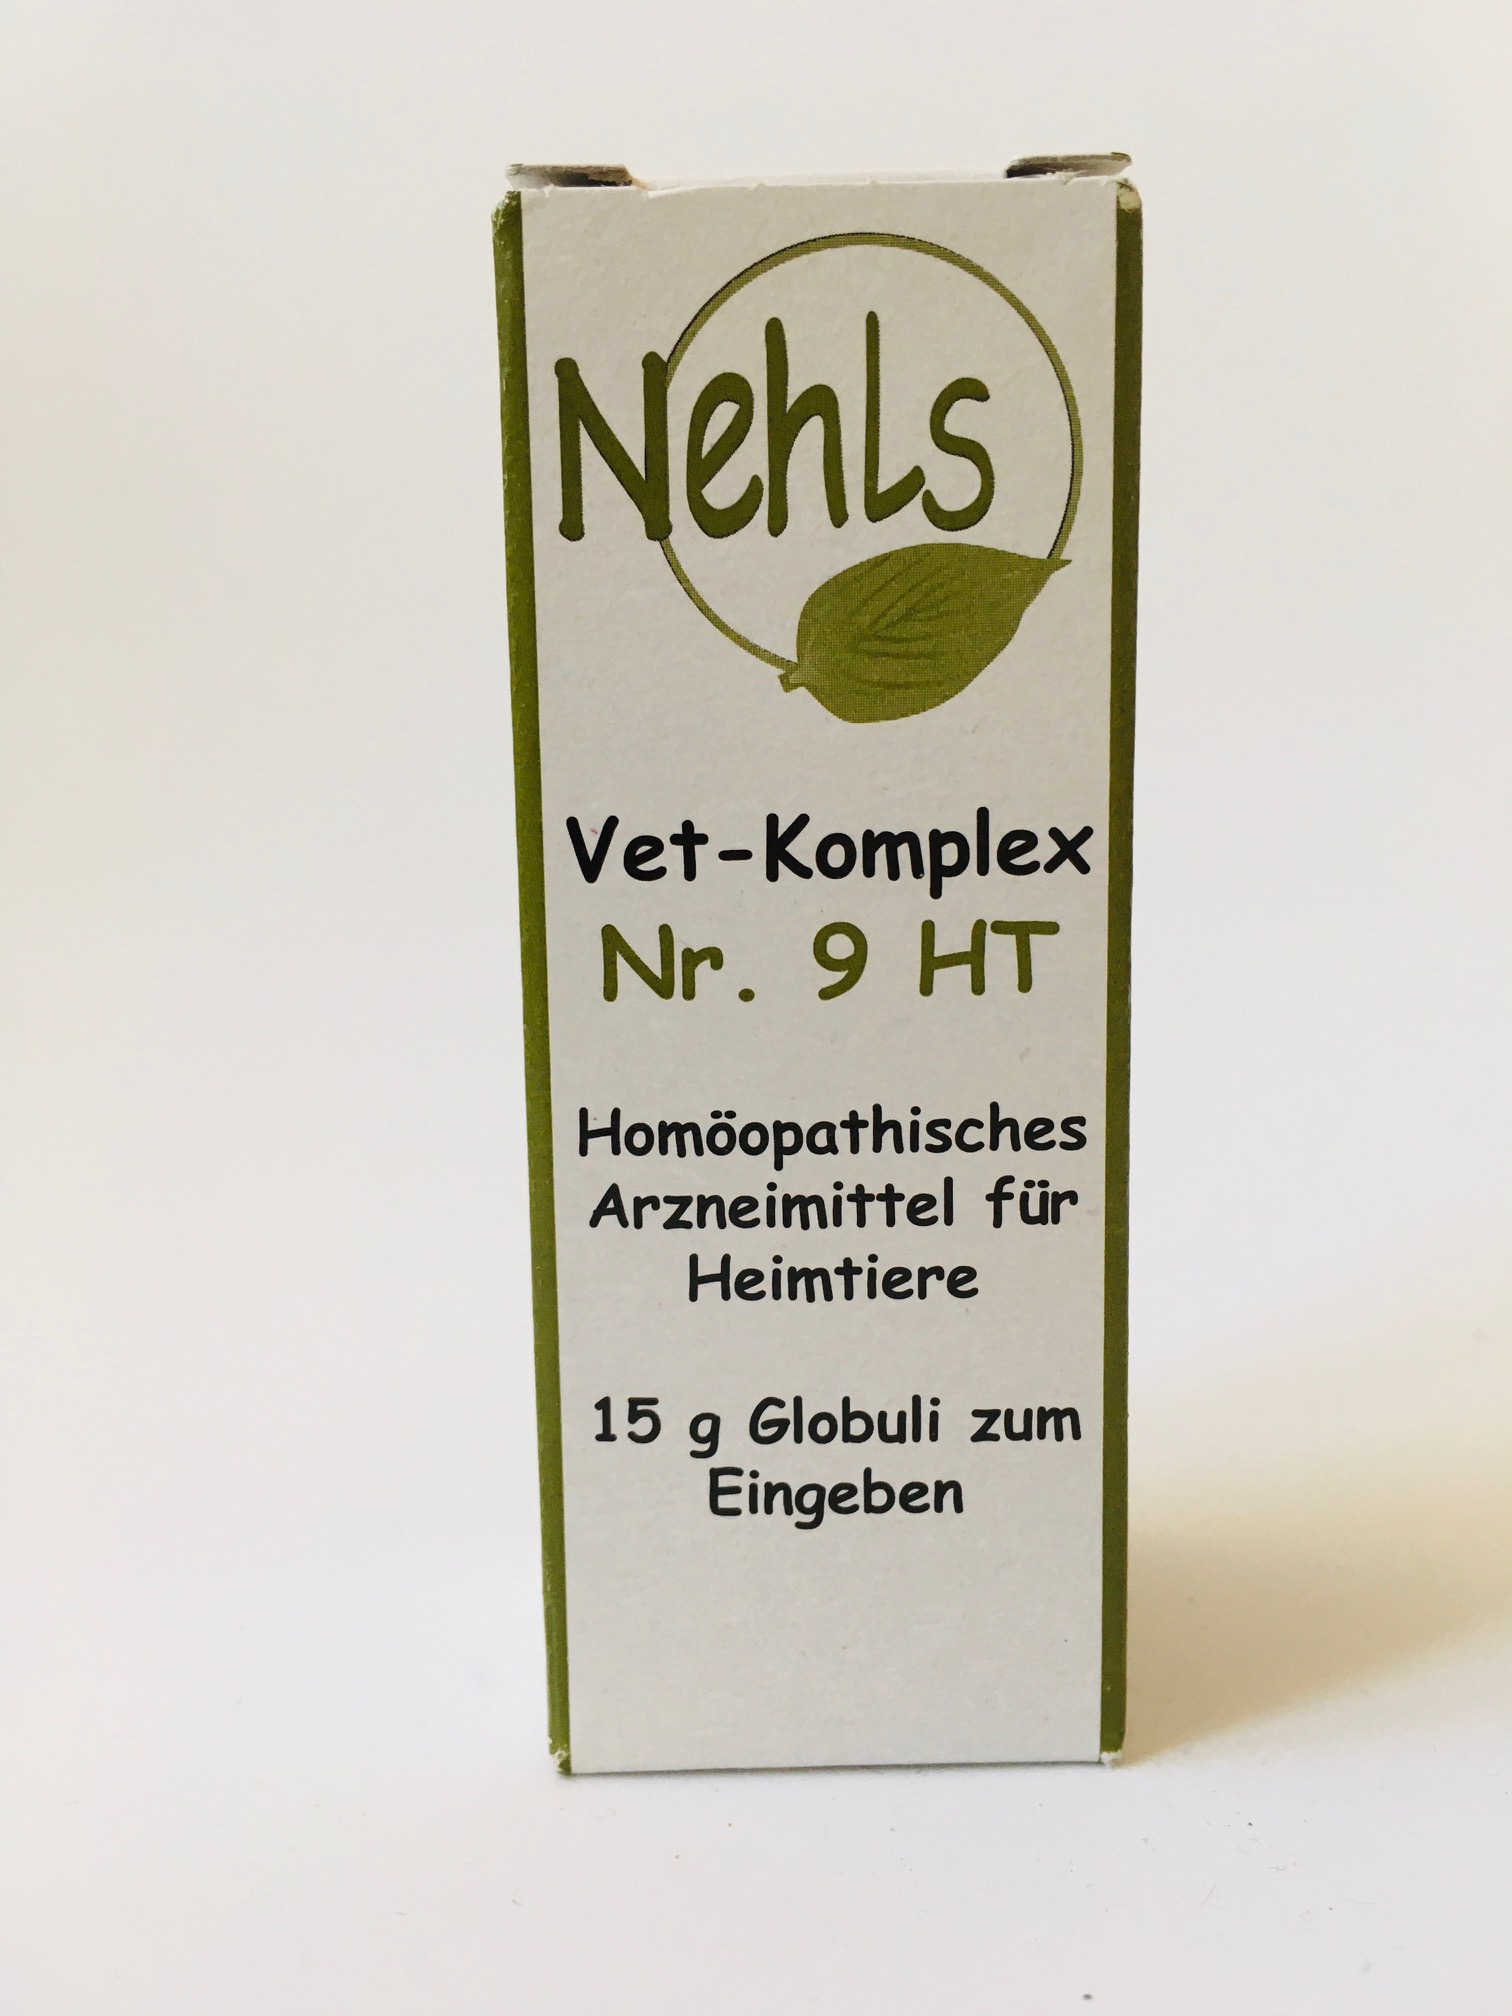 Nehls
Vet-Komplex
Nr. 9 HT
Homöopathisches
Arzneimittel für
Heimtiere
15 g Globuli zum
Eingeben